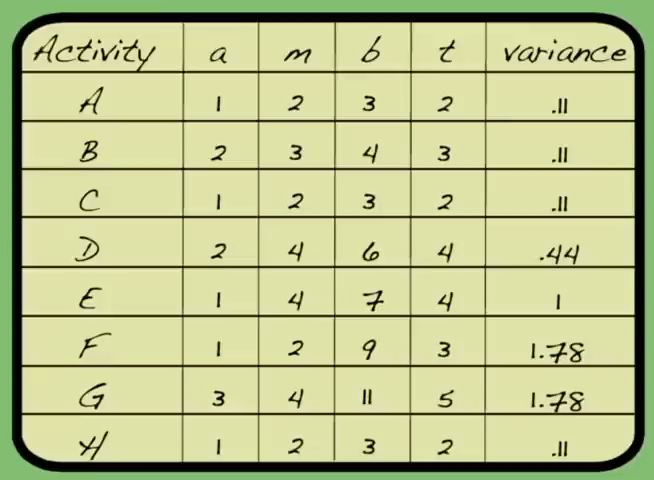 Activity a m b t variance
A 1 2 3 2 .11
B 2 3 4 3 .11
C 1 2 3 2 .11
D 2 4 6 4 .44
E 1 4 7 4 1
F 1 2 9 3 1.78
G 3 4 11 5 1.78
H 1 2 3 2 .11